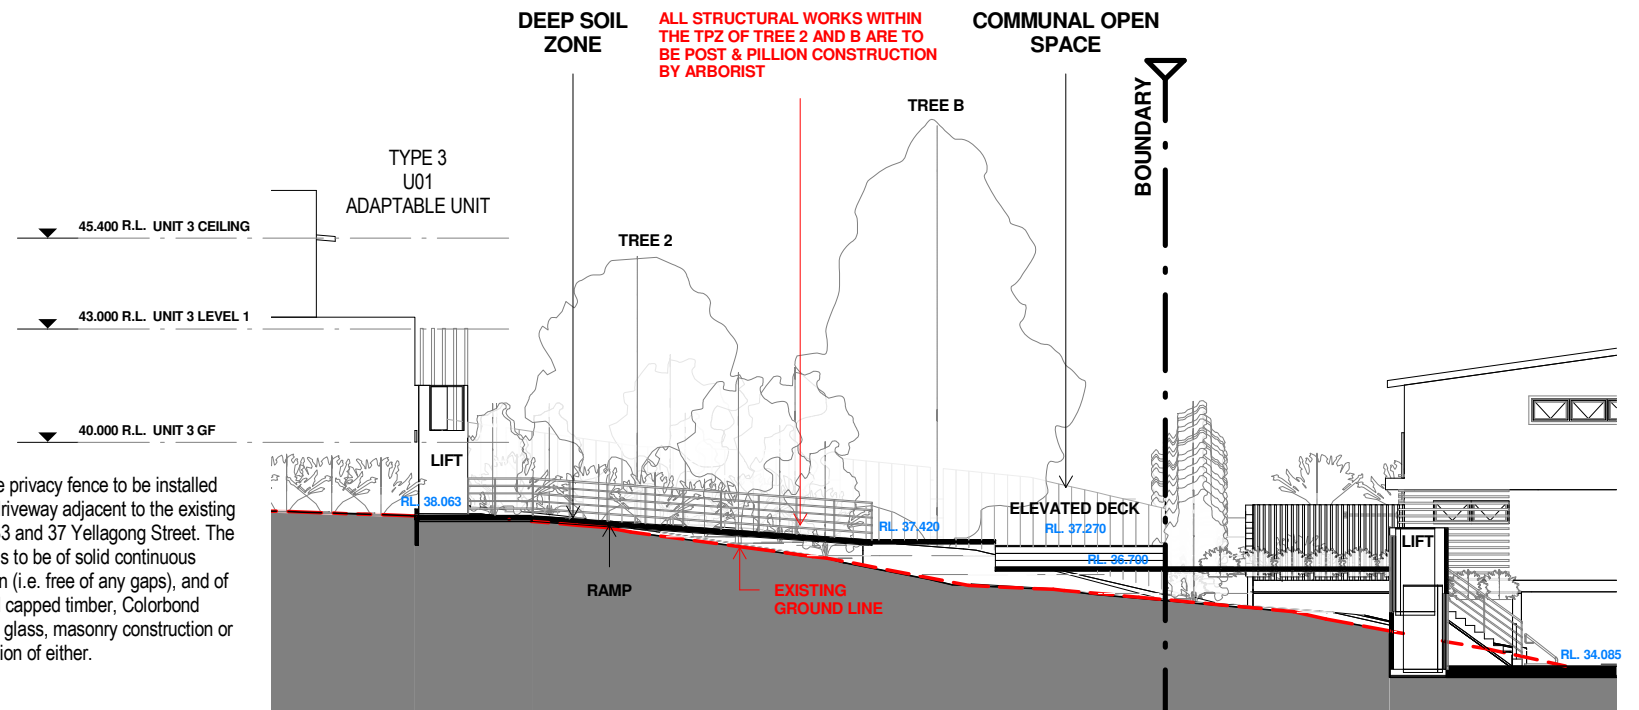 DEEP SOIL
ZONE
ALL STRUCTURAL WORKS WITHIN
THE TPZ OF TREE 2 AND B ARE TO
BE POST & PILLION CONSTRUCTION
BY ARBORIST
COMMUNAL OPEN
SPACE
BOUNDARY
TREE B
TYPE 3
U01
ADAPTABLE UNIT
TREE 2
45.400 R.L. UNIT 3 CEILING
43.000 R.L. UNIT 3 LEVEL 1
40.000 R.L. UNIT 3 GF
LIFT
RL. 38.063
e privacy fence to be installed
riveway adjacent to the existing
33 and 37 Yellagong Street. The
s to be of solid continuous
n (i.e. free of any gaps), and of
capped timber, Colorbond
glass, masonry construction or
tion of either.
ELEVATED DECK
RL. 37.420
RL. 37.270
RL. 36.700
LIFT
RAMP
EXISTING
GROUND LINE
RL. 34.085